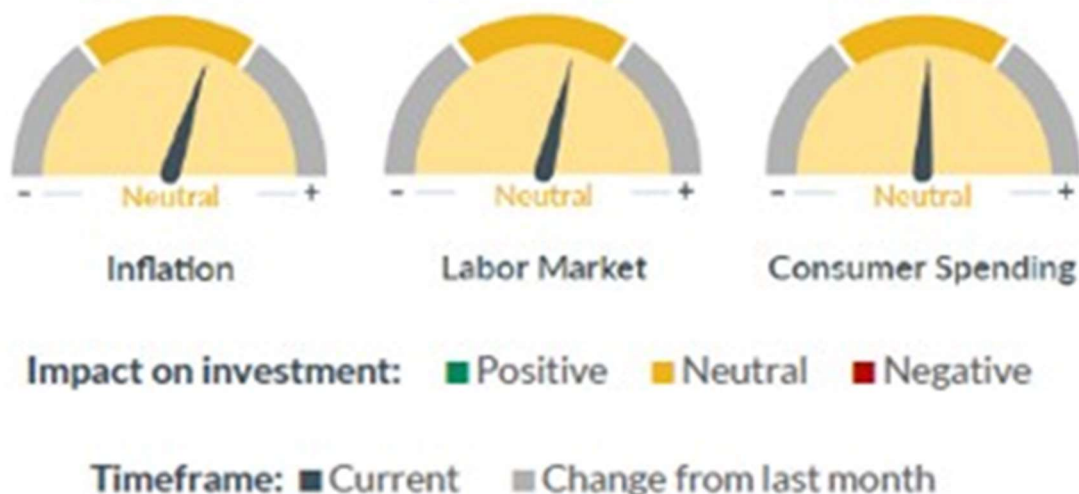 - Neutral + - Neutral + - Neutral +
Inflation Labor Market Consumer Spending
Impact on investment: Positive Neutral Negative
Timeframe: Current Change from last month